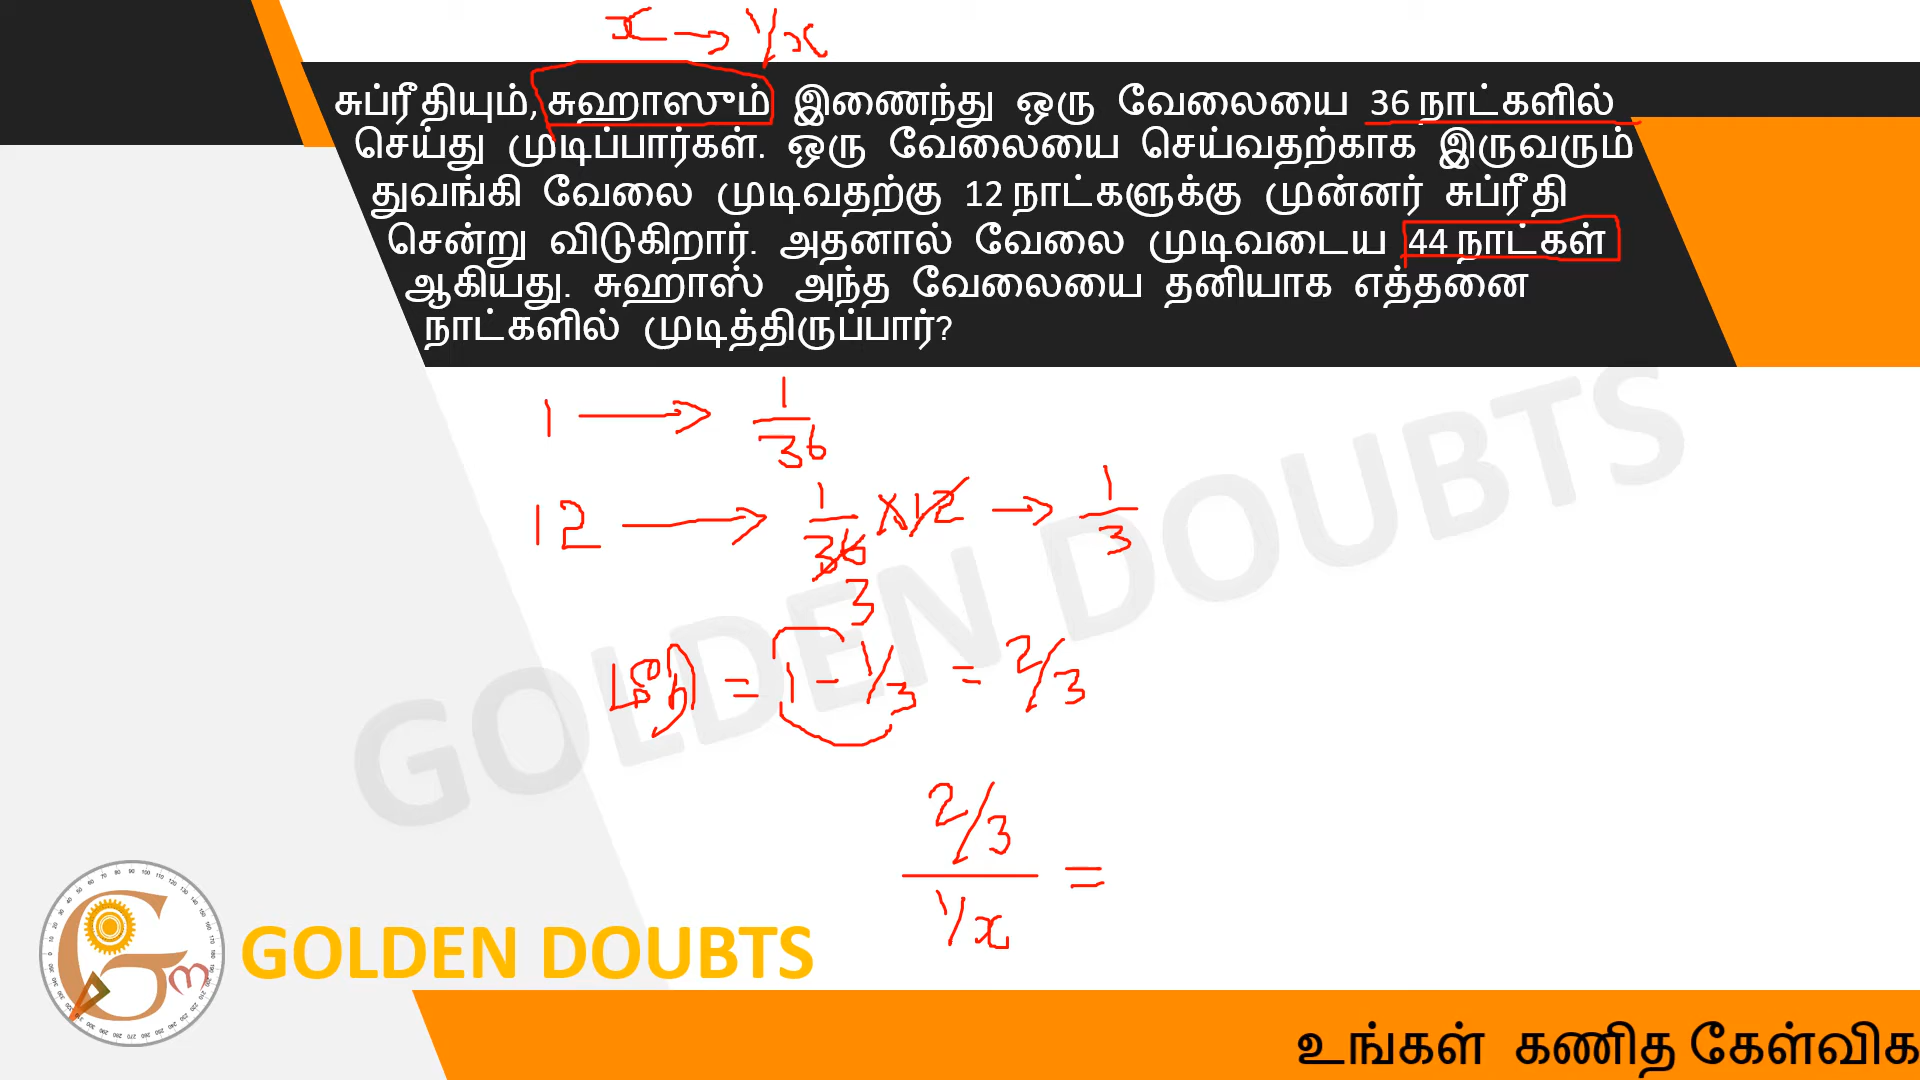 x → 1/x
சுப்ரீதியும், சுஹாஸும் இணைந்து ஒரு வேலையை 36 நாட்களில்
செய்து முடிப்பார்கள். ஒரு வேலையை செய்வதற்காக இருவரும்
துவங்கி வேலை முடிவதற்கு 12 நாட்களுக்கு முன்னர் சுப்ரீதி
சென்று விடுகிறார். அதனால் வேலை முடிவடைய 44 நாட்கள்
ஆகியது. சுஹாஸ் அந்த வேலையை தனியாக எத்தனை
நாட்களில் முடித்திருப்பார்?
1 → 1/36
12 → 1/36 × 12 → 1/3
3
மீதி = 1 - 1/3 = 2/3
2/3
1/x =
GOLDEN DOUBTS
GOLDEN DOUBTS
உங்கள் கணித கேள்விக